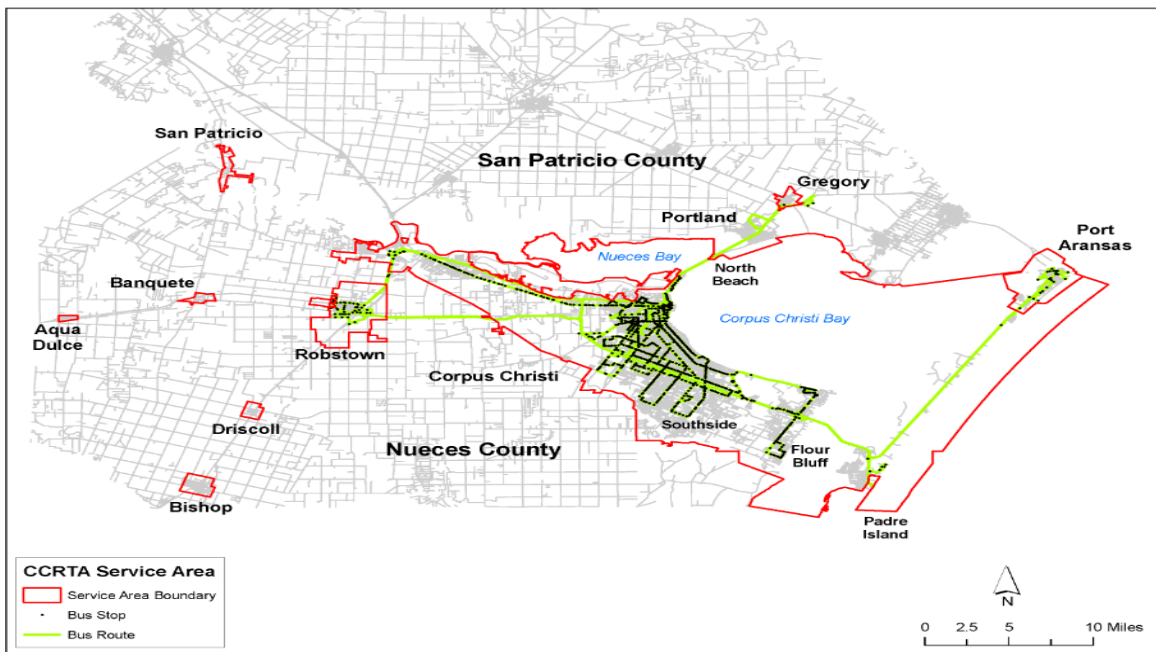 San Patricio
San Patricio County
Gregory
Portland
Port
Aransas
Nueces Bay
North
Beach
Banquete
Corpus Christi Bay
Aqua
Dulce
Robstown
Corpus Christi
Driscoll
Southside
Nueces County
Flour
Bluff
Bishop
Padre
Island
CCRTA Service Area
Service Area Boundary
Bus Stop
Bus Route
N
0 2.5 5 10 Miles